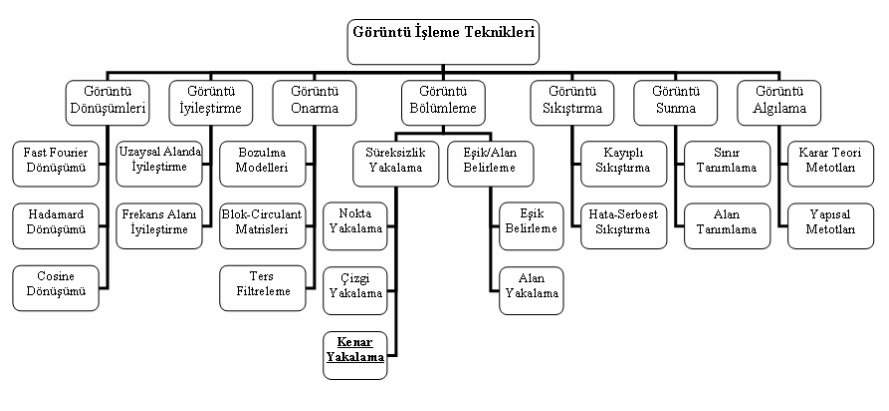 Görüntü İşleme Teknikleri
Görüntü
Dönüşümleri
Görüntü
İyileştirme
Görüntü
Onarma
Görüntü
Bölümleme
Görüntü
Sıkıştırma
Görüntü
Sunma
Görüntü
Algılama
Fast Fourier
Dönüşümü
Uzaysal Alanda
İyileştirme
Bozulma
Modelleri
Süreksizlik
Yakalama
Eşik/Alan
Belirleme
Kayıplı
Sıkıştırma
Sınır
Tanımlama
Karar Teori
Metotları
Hadamard
Dönüşümü
Frekans Alanı
İyileştirme
Blok-Circulant
Matrisleri
Nokta
Yakalama
Eşik
Belirleme
Hata-Serbest
Sıkıştırma
Alan
Tanımlama
Yapısal
Metotları
Cosine
Dönüşümü
Ters
Filtreleme
Çizgi
Yakalama
Alan
Yakalama
Kenar
Yakalama